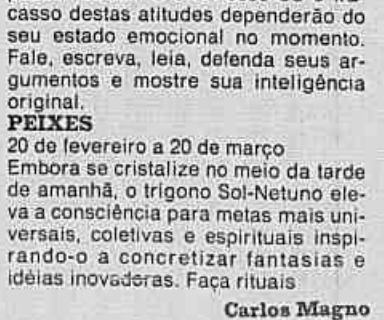 casso destas atitudes dependerão do
seu estado emocional no momento.
Fale, escreva, leia, defenda seus ar-
gumentos e mostre sua inteligência
original.
PEIXES
20 de fevereiro a 20 de março
Embora se cristalize no meio da tarde
de amanhã, o trígono Sol-Netuno ele-
va a consciência para metas mais uni-
versais, coletivas e espirituais inspi-
rando-o a concretizar fantasias e
idéias inovadoras. Faça rituais
Carlos Magno